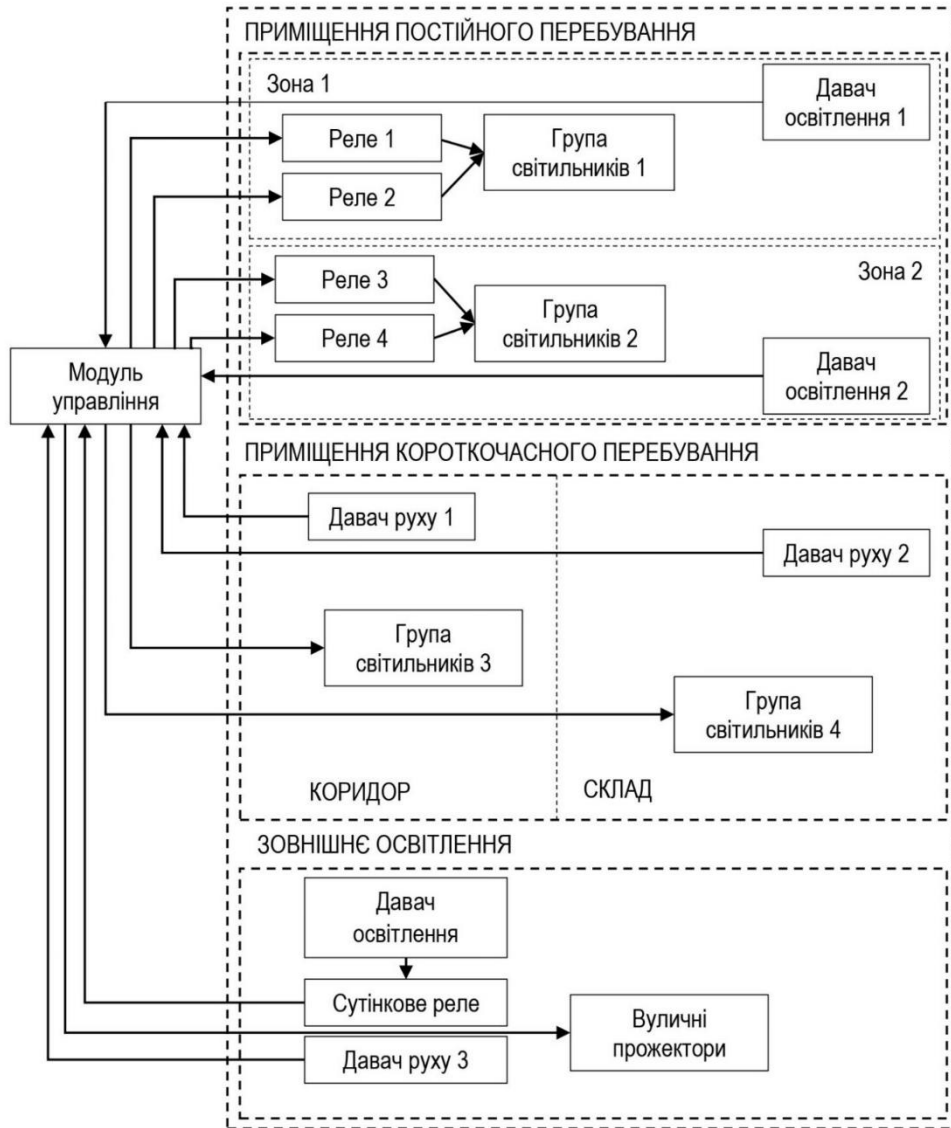 ПРИМІЩЕННЯ ПОСТІЙНОГО ПЕРЕБУВАННЯ
Зона 1
Давач
освітлення 1
Реле 1
Група
світильників 1
Реле 2
Зона 2
Реле 3
Група
світильників 2
Реле 4
Давач
освітлення 2
Модуль
управління
ПРИМІЩЕННЯ КОРОТКОЧАСНОГО ПЕРЕБУВАННЯ
Давач руху 1
Давач руху 2
Група
світильників 3
Група
світильників 4
КОРИДОР
СКЛАД
ЗОВНІШНЄ ОСВІТЛЕННЯ
Давач
освітлення
Сутінкове реле
Вуличні
прожектори
Давач руху 3